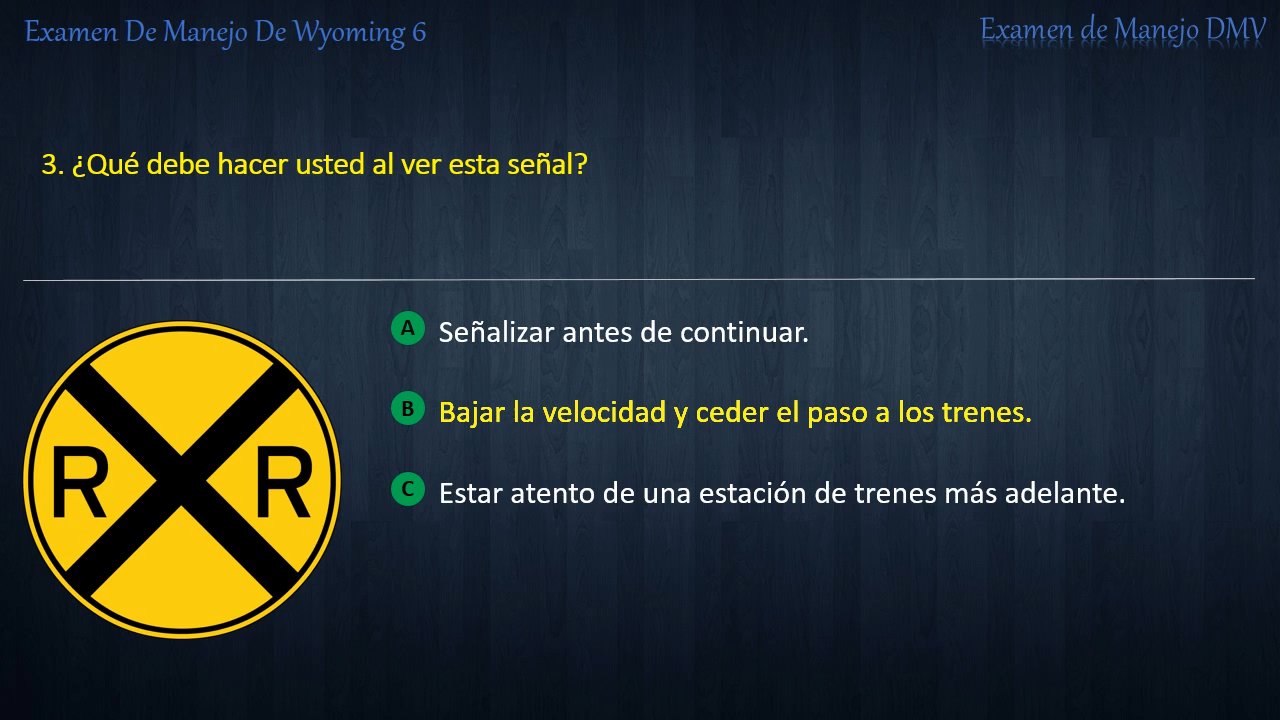 Examen De Manejo De Wyoming 6
Examen de Manejo DMV
3. ¿Qué debe hacer usted al ver esta señal?
A Señalizar antes de continuar.
B Bajar la velocidad y ceder el paso a los trenes.
C Estar atento de una estación de trenes más adelante.
R R